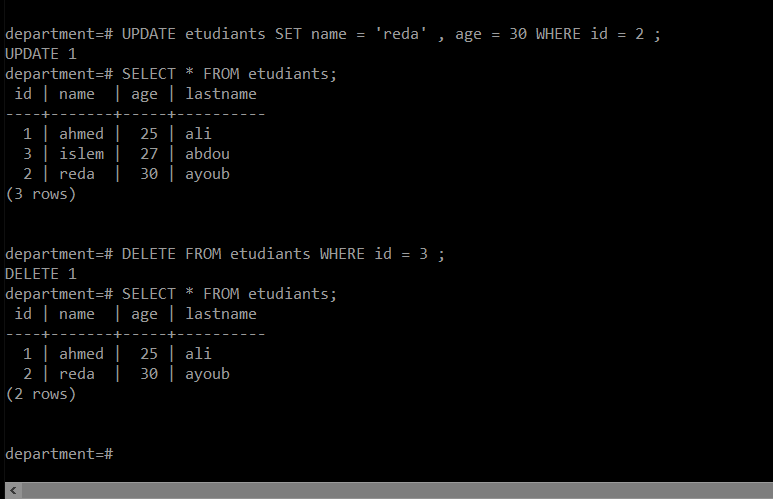 department=# UPDATE etudiants SET name = 'reda' , age = 30 WHERE id = 2 ;
UPDATE 1
department=# SELECT * FROM etudiants;
 id | name  | age | lastname
----+-------+-----+----------
  1 | ahmed |  25 | ali
  3 | islem |  27 | abdou
  2 | reda  |  30 | ayoub
(3 rows)
department=# DELETE FROM etudiants WHERE id = 3 ;
DELETE 1
department=# SELECT * FROM etudiants;
 id | name  | age | lastname
----+-------+-----+----------
  1 | ahmed |  25 | ali
  2 | reda  |  30 | ayoub
(2 rows)
department=#